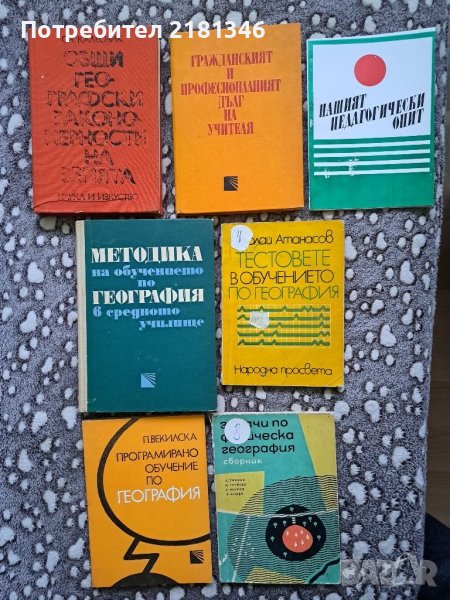 Потребител 2181346
ОБЩИ
ГЕО-
ГРАФСКИ
ЗАКОНО-
МЕРНОСТИ
НА
ЗЕМЯТА
НАУКА И ИЗКУСТВО
ГРАЖДАНСКИЯТ
И
ПРОФЕСИОНАЛНИЯТ
ДЪЛГ
НА
УЧИТЕЛЯ
НАШИЯТ
ПЕДАГОГИЧЕСКИ
ОПИТ
МЕТОДИКА
на обучението
по
ГЕОГРАФИЯ
в средното
училище
Атанасов
ТЕСТОВЕТЕ
В ОБУЧЕНИЕТО
ПО ГЕОГРАФИЯ
Народна просвета
П. ВЕКИЛСКА
ПРОГРАМИРАНО
ОБУЧЕНИЕ
ПО
ГЕОГРАФИЯ
по
география
сборник
BAZAR